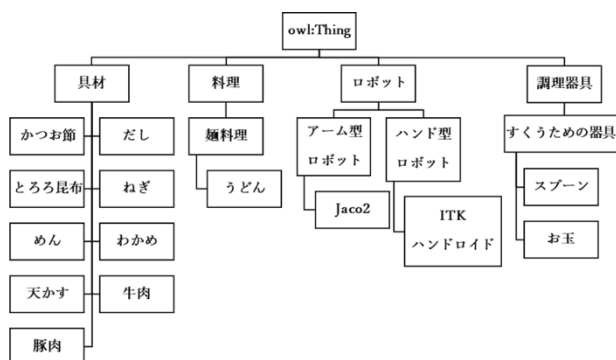 owl:Thing
具材
料理
ロボット
調理器具
かつお節
だし
麺料理
アーム型
ロボット
ハンド型
ロボット
すくうための器具
とろろ昆布
ねぎ
うどん
Jaco2
ITK
ハンドロイド
スプーン
めん
わかめ
お玉
天かす
牛肉
豚肉